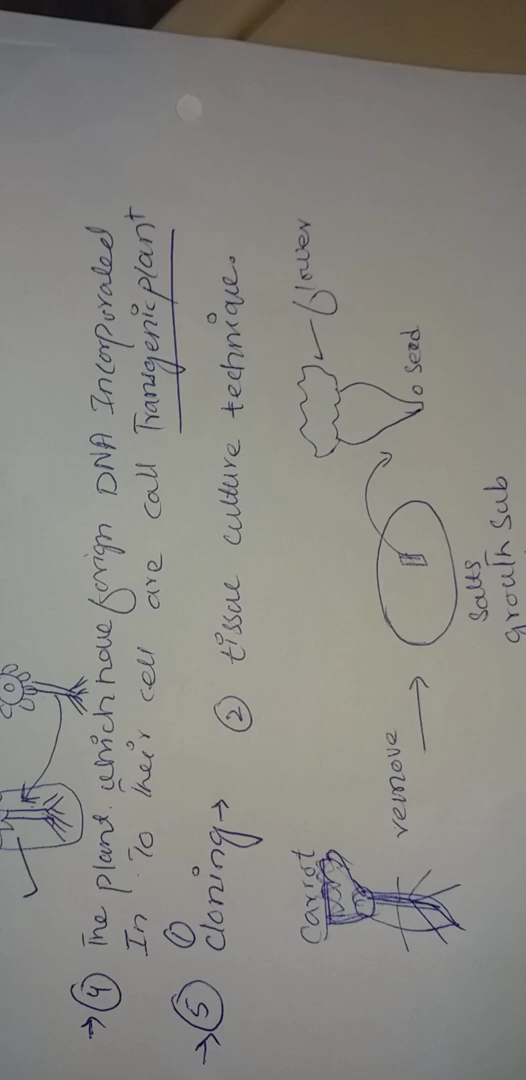 → ④ The plant which have forign DNA Incorporated
In To their cell are call Transgenic plant
→ ⑤ ① Cloning → ② tissue culture technique.
Carrot
remove
flower
No seed
Salts
growth sub